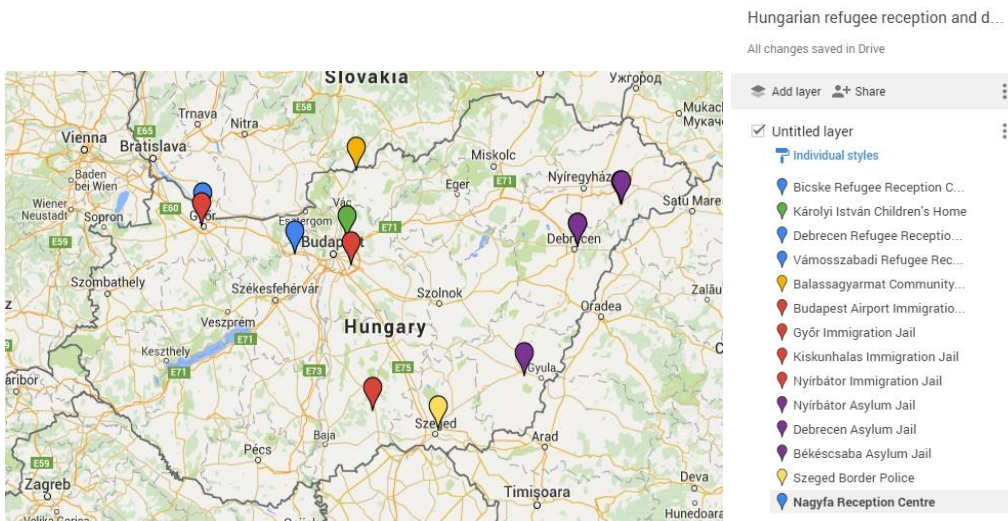 Hungarian refugee reception and d...
All changes saved in Drive
Add layer
Share
Untitled layer
Individual styles
Bicske Refugee Reception C...
Károlyi István Children's Home
Debrecen Refugee Receptio...
Vámosszabadi Refugee Rec...
Balassagyarmat Community...
Budapest Airport Immigratio...
Győr Immigration Jail
Kiskunhalas Immigration Jail
Nyírbátor Immigration Jail
Nyírbátor Asylum Jail
Debrecen Asylum Jail
Békéscsaba Asylum Jail
Szeged Border Police
Nagyfa Reception Centre
Slovakia
Ужгород
Trnava
Nitra
E58
Mukac
Мукач
E65
Vienna
Bratislava
Miskolc
Baden
bei Wien
Eger
E71
Nyíregyház
Wiener
Neustadt
Sopron
E60
Győr
Vác
Satu Mare
Esztergom
E71
E59
Budapest
Debrecen
Szombathely
Székesfehérvár
Szolnok
Zalău
Oradea
Veszprém
Hungary
E71
Keszthely
E71
E73
E75
Gyula
aribor
Baja
Szeged
Arad
Pécs
E59
Deva
Zagreb
Timișoara
Hunedoara